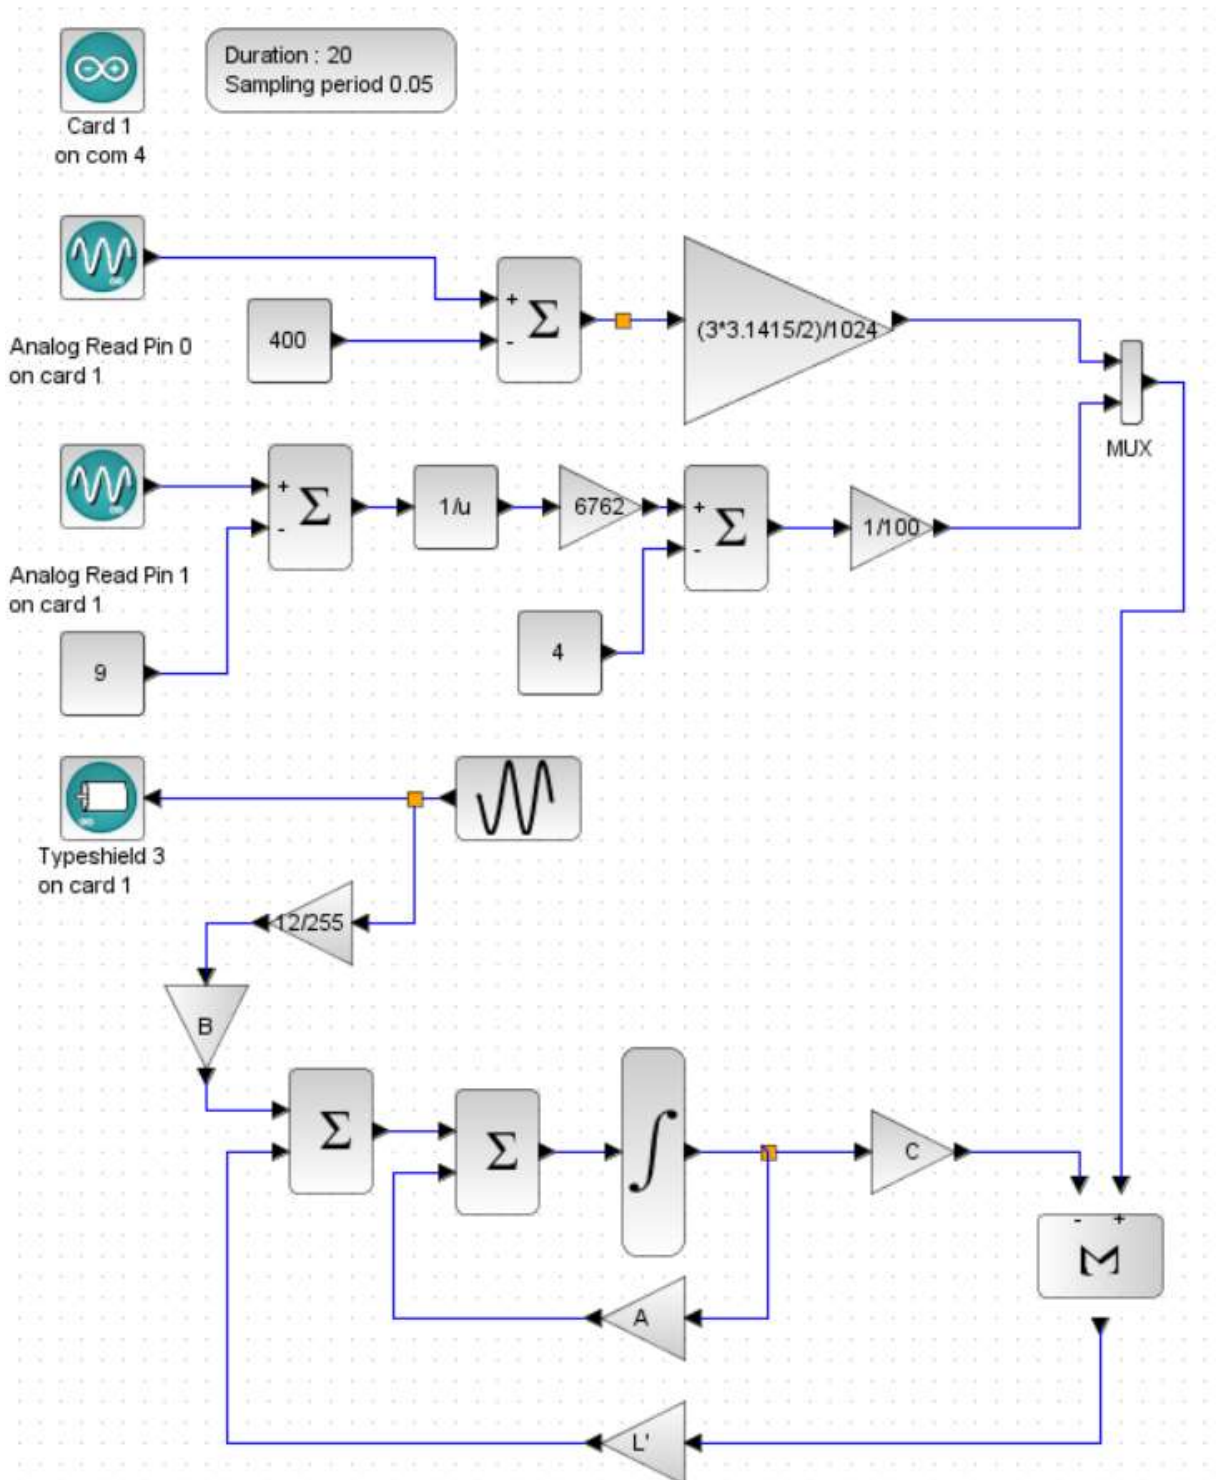 Duration : 20
Sampling period 0.05
Card 1
on com 4
Analog Read Pin 0
on card 1
400
+
-
Σ
(3*3.1415/2)/1024
MUX
Analog Read Pin 1
on card 1
+
-
Σ
1/u
6762
+
-
Σ
1/100
9
4
Typeshield 3
on card 1
12/255
B
Σ
Σ
∫
C
- +
Σ
A
L'